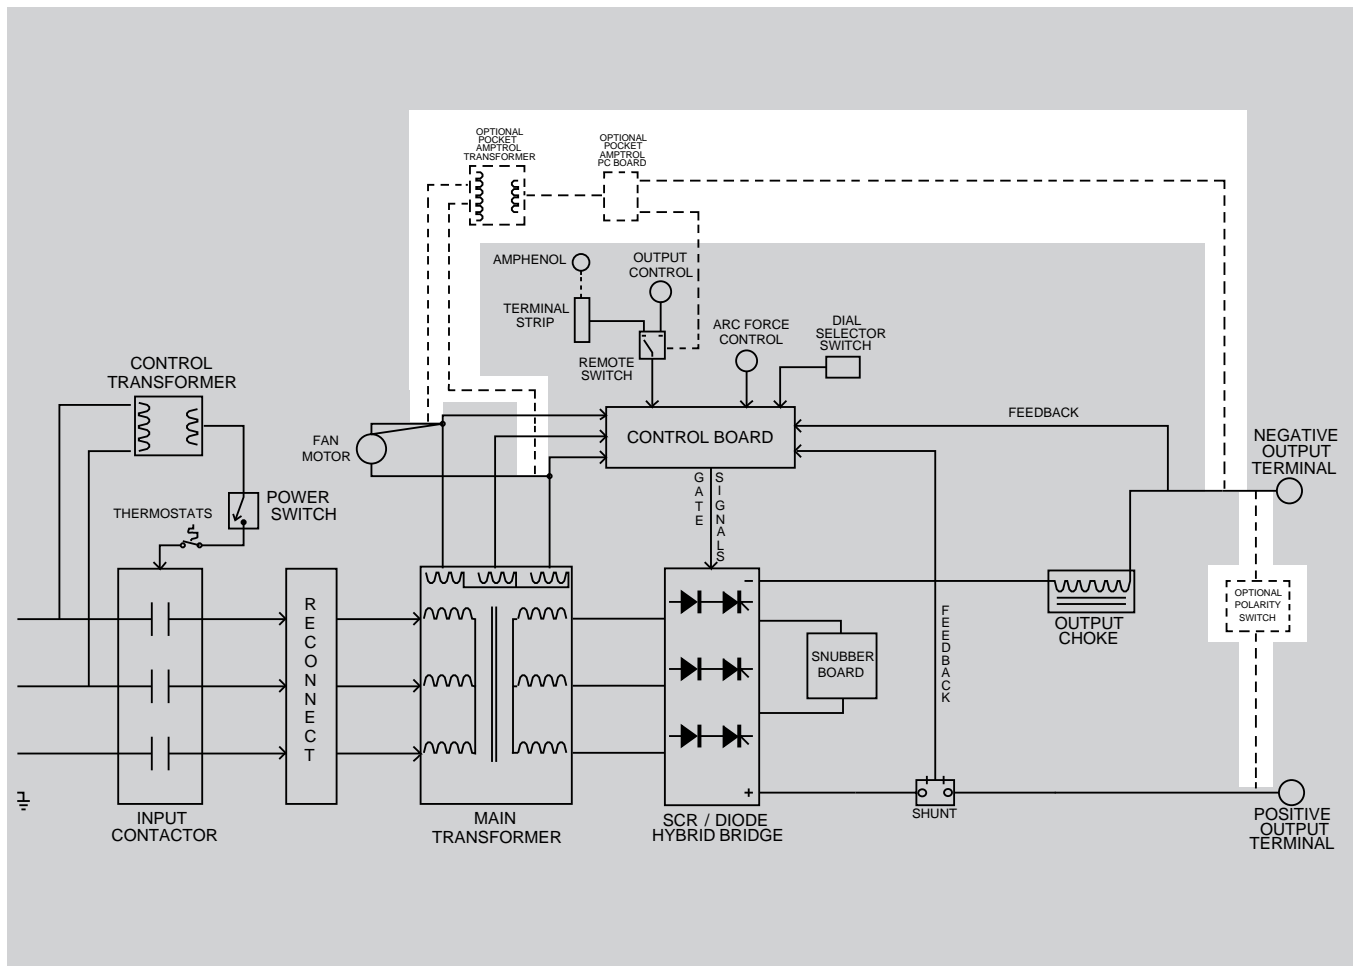 OPTIONAL
POCKET
AMPTROL
TRANSFORMER
OPTIONAL
POCKET
AMPTROL
PC BOARD
AMPHENOL
OUTPUT
CONTROL
TERMINAL
STRIP
REMOTE
SWITCH
ARC FORCE
CONTROL
DIAL
SELECTOR
SWITCH
CONTROL
TRANSFORMER
FAN
MOTOR
CONTROL BOARD
FEEDBACK
NEGATIVE
OUTPUT
TERMINAL
POWER
SWITCH
THERMOSTATS
GATE
SIGNALS
RECONNECT
−
OPTIONAL
POLARITY
SWITCH
OUTPUT
CHOKE
FEEDBACK
SNUBBER
BOARD
+
SHUNT
INPUT
CONTACTOR
MAIN
TRANSFORMER
SCR / DIODE
HYBRID BRIDGE
POSITIVE
OUTPUT
TERMINAL